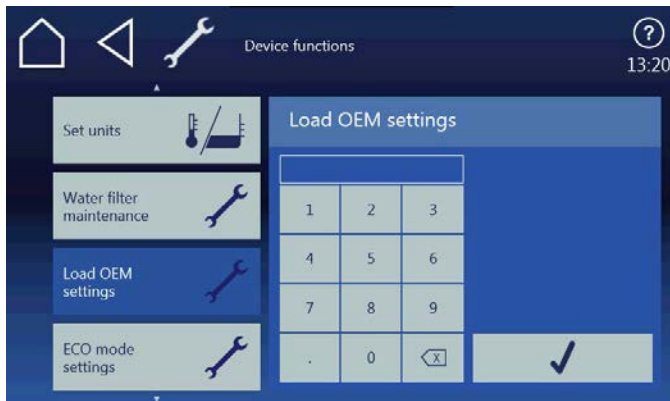 Device functions
?
13:20
Set units
Load OEM settings
Water filter
maintenance
1 2 3
Load OEM
settings
4 5 6
7 8 9
ECO mode
settings
. 0 X